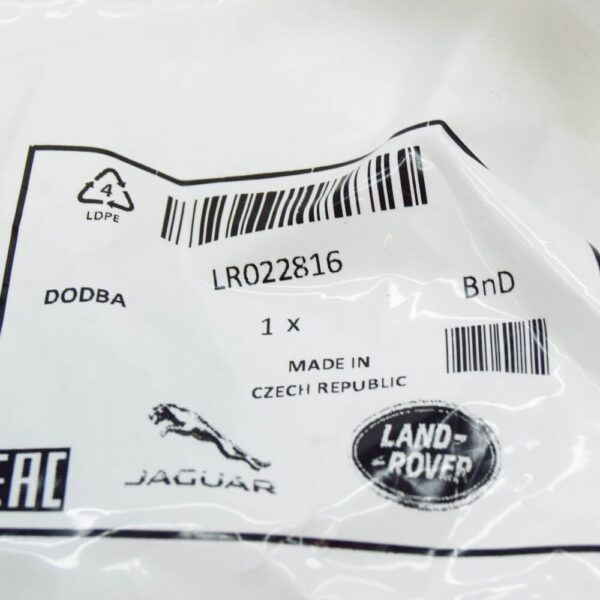 4
LDPE
LR022816
DODBA
BnD
1 x
MADE IN
CZECH REPUBLIC
JAGUAR
LAND-
-ROVER
EAC